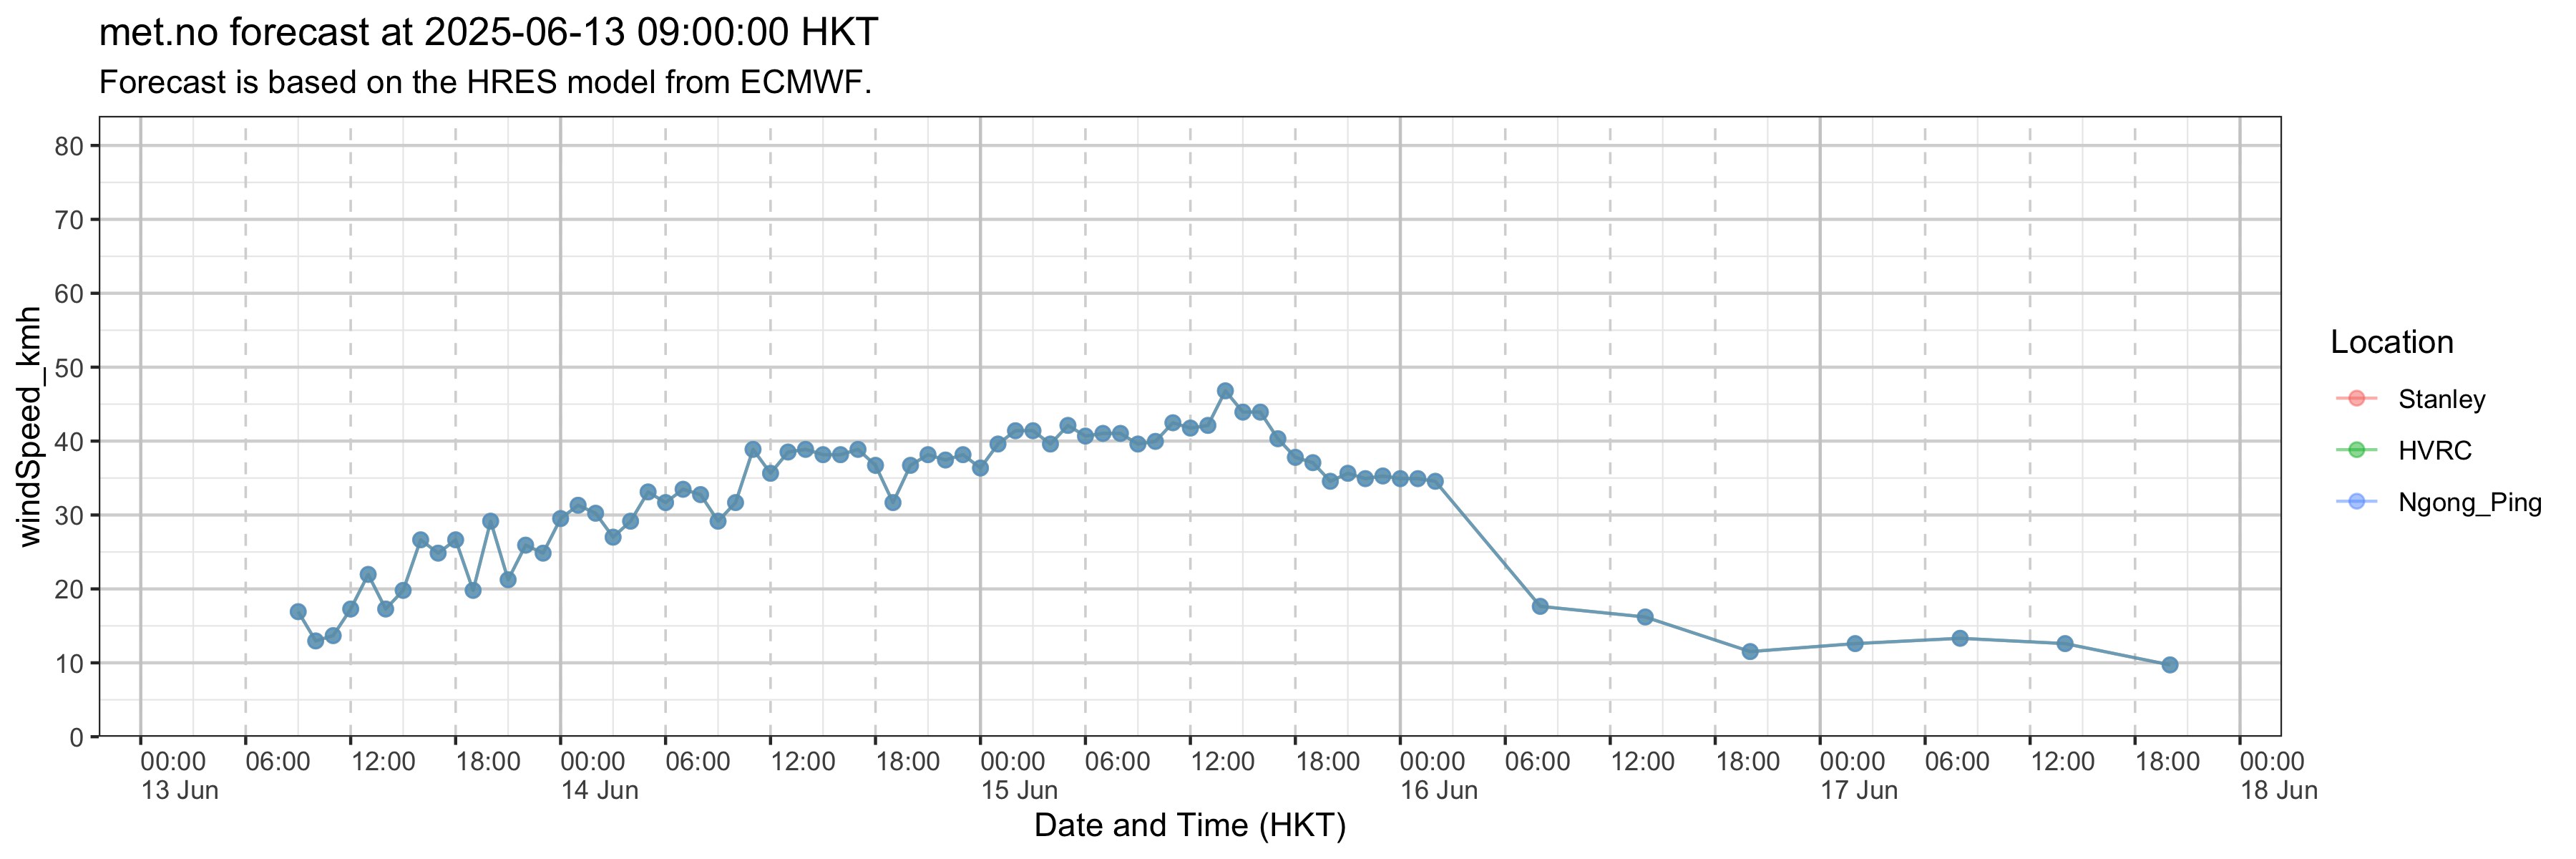 met.no forecast at 2025-06-13 09:00:00 HKT
Forecast is based on the HRES model from ECMWF.
windSpeed_kmh
80
70
60
50
40
30
20
10
0
00:00 06:00 12:00 18:00 00:00 06:00 12:00 18:00 00:00 06:00 12:00 18:00 00:00 06:00 12:00 18:00 00:00 06:00 12:00 18:00 00:00
13 Jun 14 Jun 15 Jun 16 Jun 17 Jun 18 Jun
Date and Time (HKT)
Location
Stanley
HVRC
Ngong_Ping